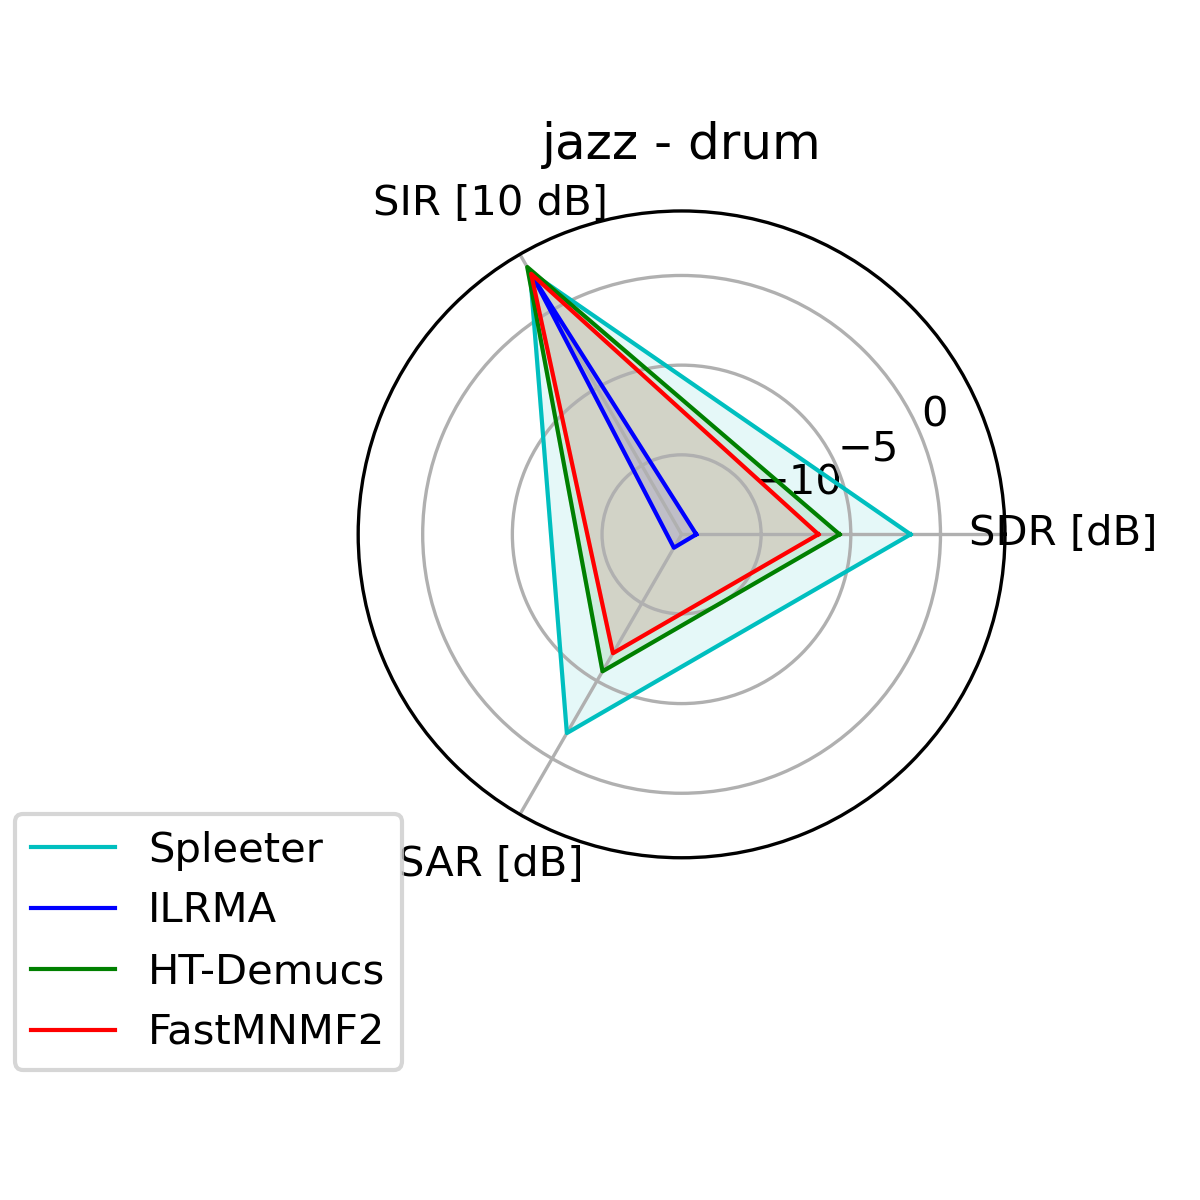 jazz - drum
SIR [10 dB]
0
−5
−10
SDR [dB]
SAR [dB]
Spleeter
ILRMA
HT-Demucs
FastMNMF2